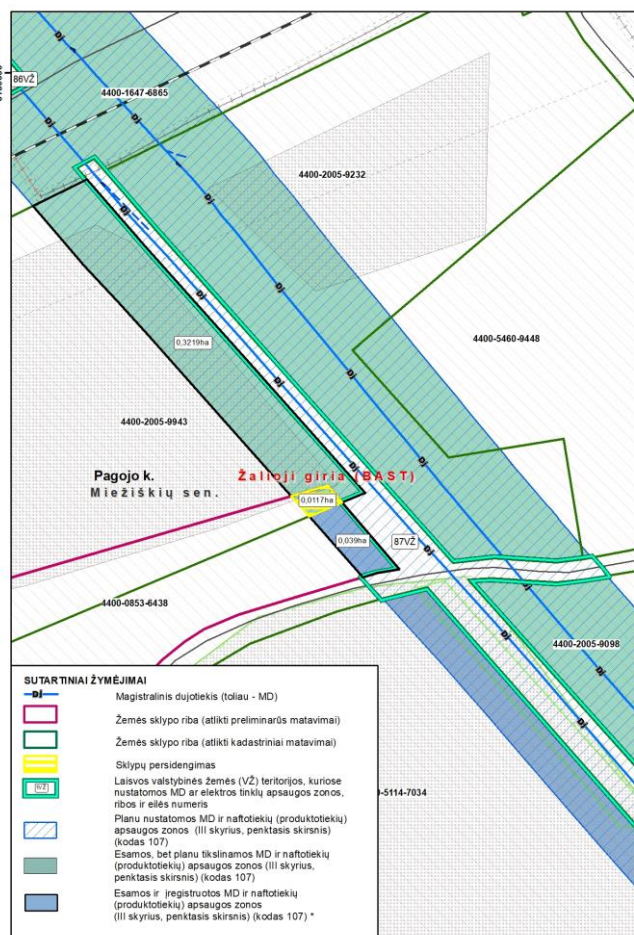 86VŽ
4400-1647-6865
Dj
Dj
Dj
4400-2005-9232
Dj
Dj
Dj
0,3219ha
4400-5460-9448
Dj
Dj
4400-2005-9943
Dj
Dj
Pagojo k.
Žalioji giria (BAST)
Miežiškių sen.
0,0117ha
0,039ha
87VŽ
Dj
Dj
4400-0853-6438
4400-2005-9098
Dj
Dj
Dj
SUTARTINIAI ŽYMĖJIMAI
Dj Magistralinis dujotiekis (toliau - MD)
Žemės sklypo riba (atlikti preliminarūs matavimai)
Žemės sklypo riba (atlikti kadastriniai matavimai)
Sklypų persidengimas
Laisvos valstybinės žemės (VŽ) teritorijos, kuriose
nustatomos MD ar elektros tinklų apsaugos zonos,
ribos ir eilės numeris
Planu nustatomos MD ir naftotiekių (produktotiekių)
apsaugos zonos (III skyrius, penktasis skirsnis)
(kodas 107)
Esamos, bet planu tikslinamos MD ir naftotiekių
(produktotiekių) apsaugos zonos (III skyrius,
penktasis skirsnis) (kodas 107)
Esamos ir įregistruotos MD ir naftotiekių
(produktotiekių) apsaugos zonos
(III skyrius, penktasis skirsnis) (kodas 107) *
-5114-7034